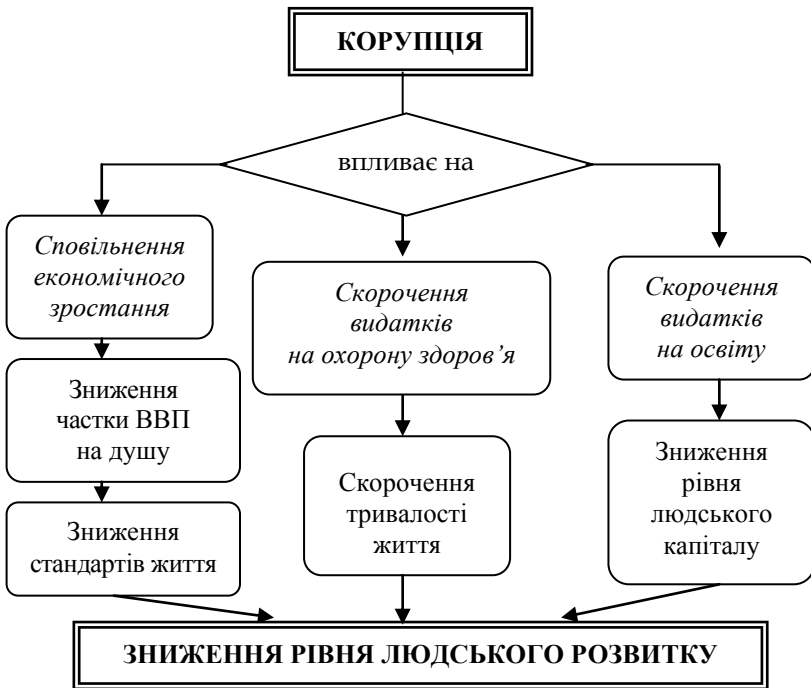 КОРУПЦІЯ
впливає на
Сповільнення
економічного
зростання
Зниження
частки ВВП
на душу
Зниження
стандартів життя
Скорочення
видатків
на охорону здоров’я
Скорочення
тривалості
життя
Скорочення
видатків
на освіту
Зниження
рівня
людського
капіталу
ЗНИЖЕННЯ РІВНЯ ЛЮДСЬКОГО РОЗВИТКУ